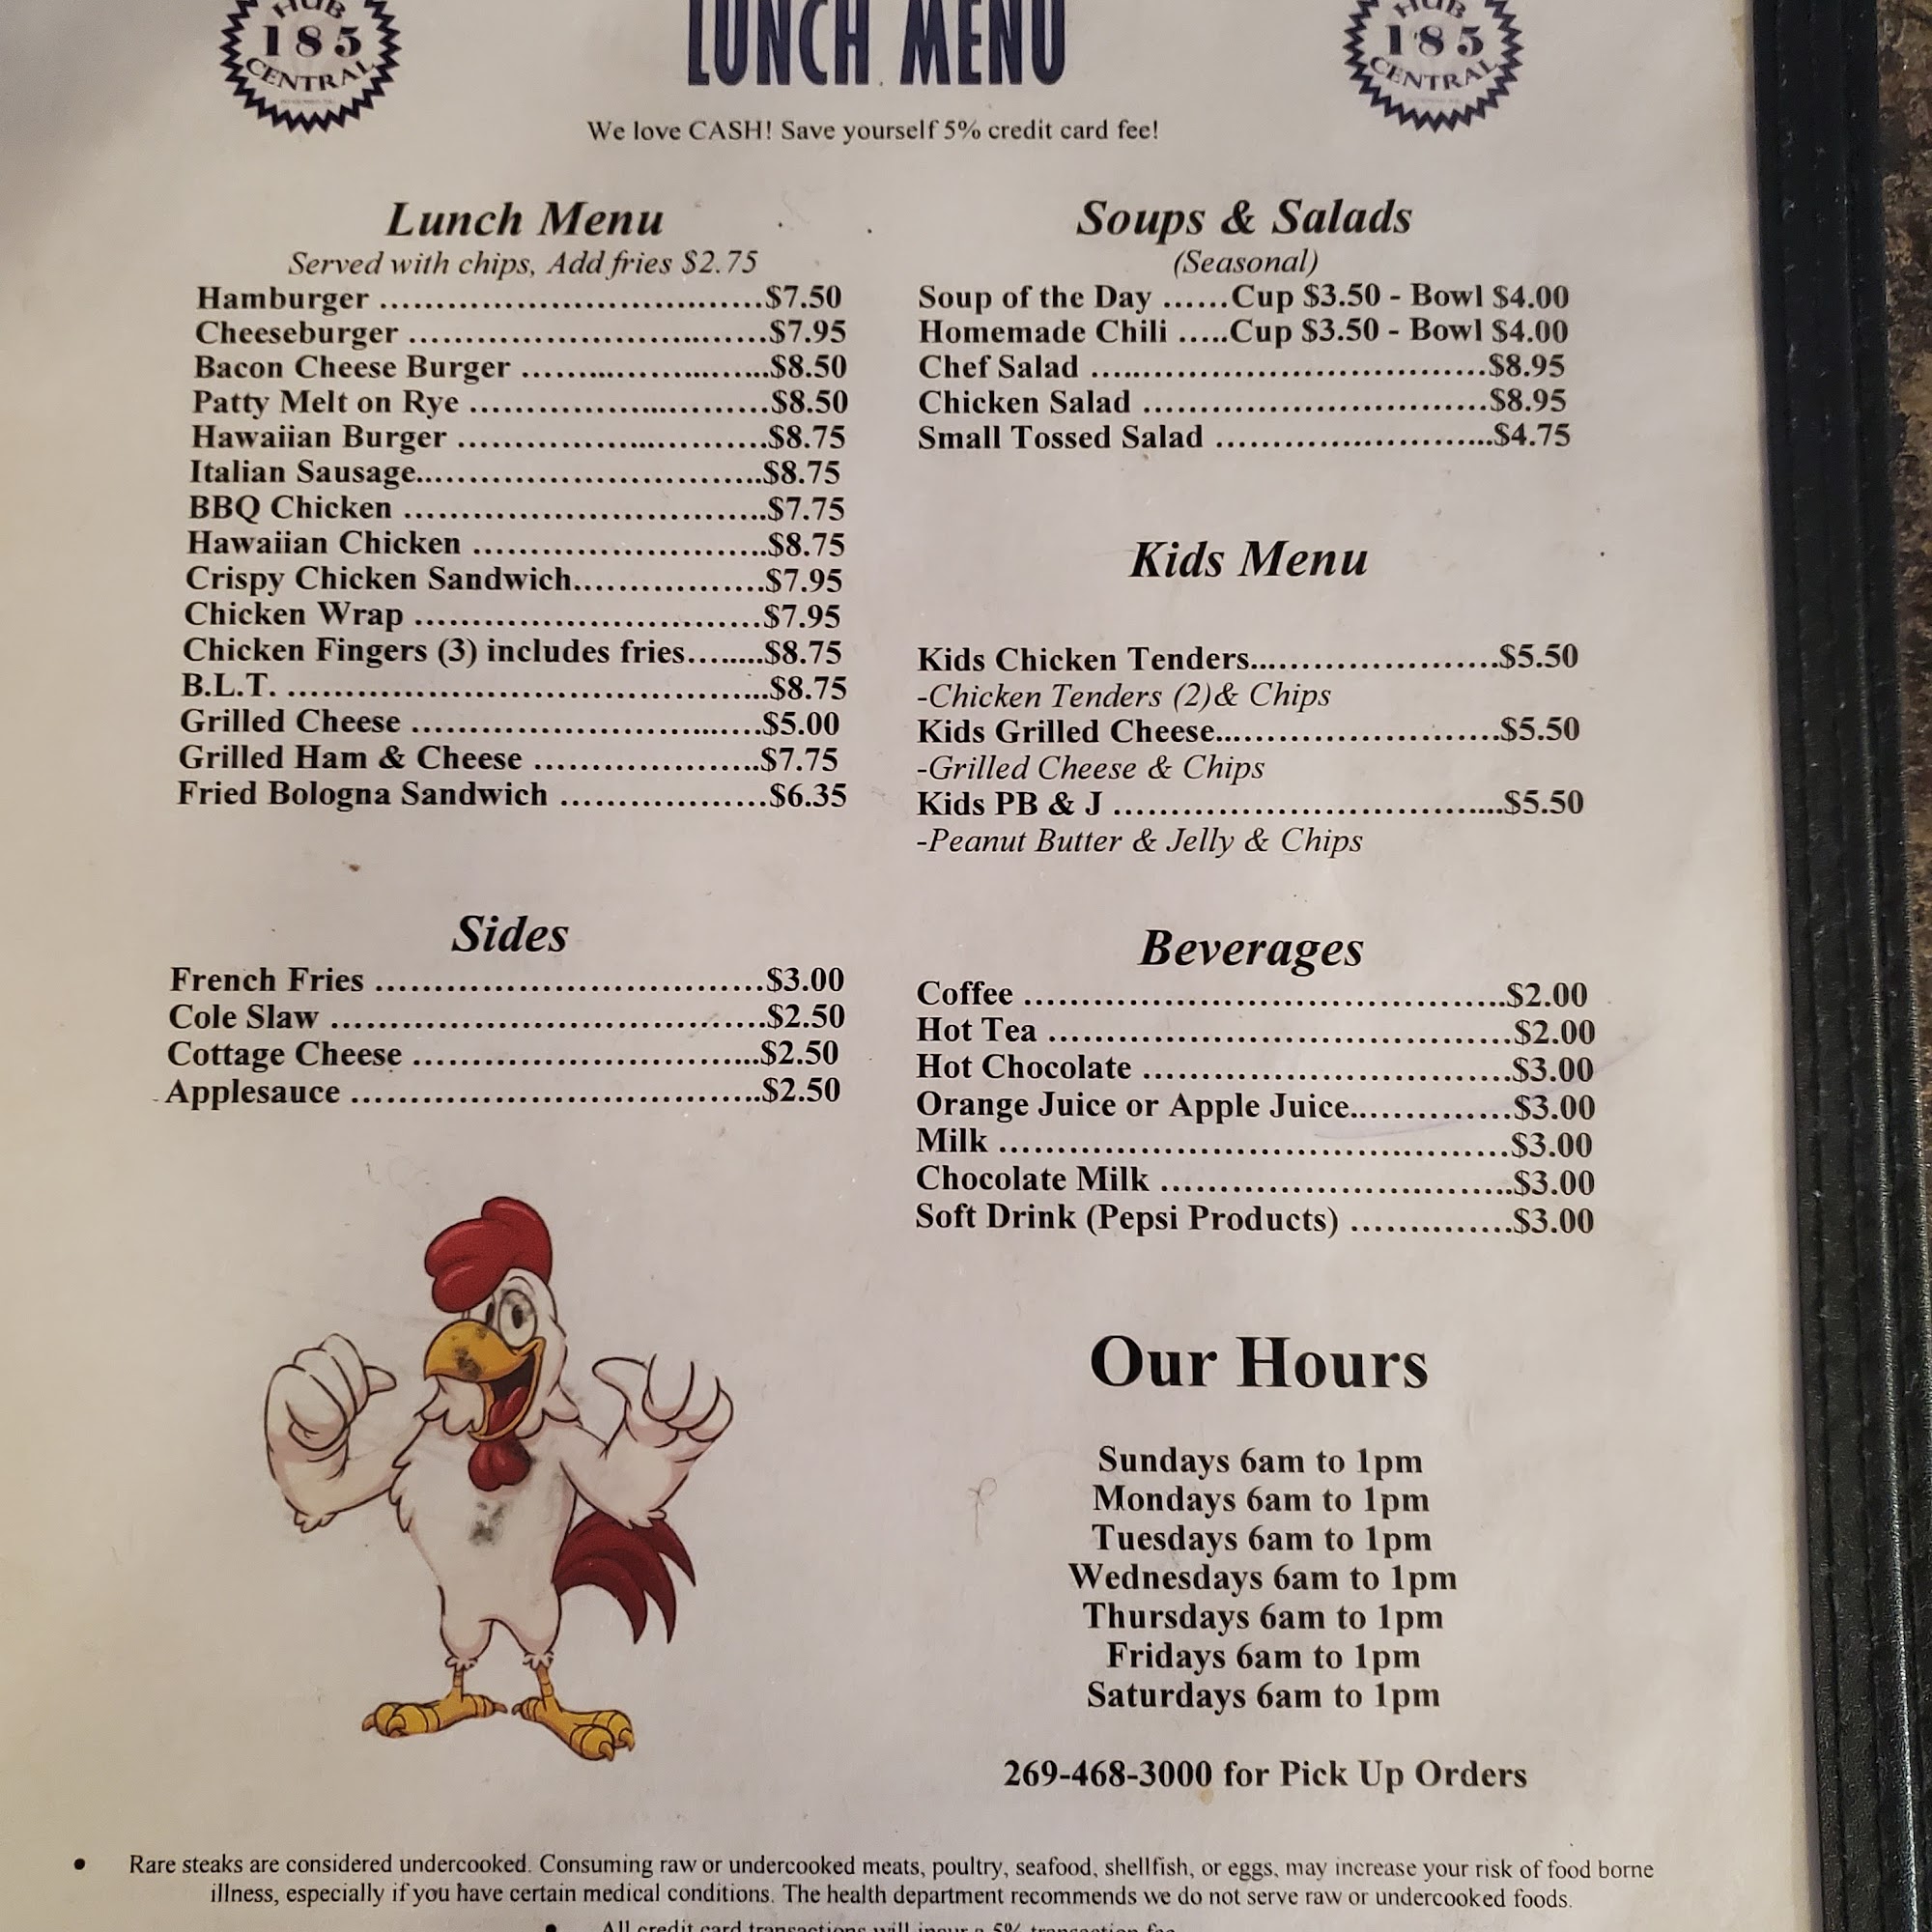 HUB
185
CENTRAL
LUNCH MENU
HUB
185
CENTRAL
We love CASH! Save yourself 5% credit card fee!
Lunch Menu
Served with chips, Add fries $2.75
Hamburger ................................. $7.50
Cheeseburger ............................... $7.95
Bacon Cheese Burger ...................... $8.50
Patty Melt on Rye .......................... $8.50
Hawaiian Burger ........................... $8.75
Italian Sausage.............................. $8.75
BBQ Chicken ............................... $7.75
Hawaiian Chicken ......................... $8.75
Crispy Chicken Sandwich................ $7.95
Chicken Wrap .............................. $7.95
Chicken Fingers (3) includes fries........ $8.75
B.L.T. ......................................... $8.75
Grilled Cheese .............................. $5.00
Grilled Ham & Cheese .................... $7.75
Fried Bologna Sandwich .................. $6.35
Sides
French Fries .................................. $3.00
Cole Slaw ...................................... $2.50
Cottage Cheese .............................. $2.50
Applesauce .................................... $2.50
Soups & Salads
(Seasonal)
Soup of the Day ......Cup $3.50 - Bowl $4.00
Homemade Chili .....Cup $3.50 - Bowl $4.00
Chef Salad ................................... $8.95
Chicken Salad .............................. $8.95
Small Tossed Salad ........................ $4.75
Kids Menu
Kids Chicken Tenders...................... $5.50
-Chicken Tenders (2)& Chips
Kids Grilled Cheese......................... $5.50
-Grilled Cheese & Chips
Kids PB & J .................................. $5.50
-Peanut Butter & Jelly & Chips
Beverages
Coffee .......................................... $2.00
Hot Tea ........................................ $2.00
Hot Chocolate ................................ $3.00
Orange Juice or Apple Juice.............. $3.00
Milk ............................................ $3.00
Chocolate Milk .............................. $3.00
Soft Drink (Pepsi Products) .............. $3.00
Our Hours
Sundays 6am to 1pm
Mondays 6am to 1pm
Tuesdays 6am to 1pm
Wednesdays 6am to 1pm
Thursdays 6am to 1pm
Fridays 6am to 1pm
Saturdays 6am to 1pm
269-468-3000 for Pick Up Orders
• Rare steaks are considered undercooked. Consuming raw or undercooked meats, poultry, seafood, shellfish, or eggs, may increase your risk of food borne
illness, especially if you have certain medical conditions. The health department recommends we do not serve raw or undercooked foods.
• All credit card transactions will incur a 5% transaction fee